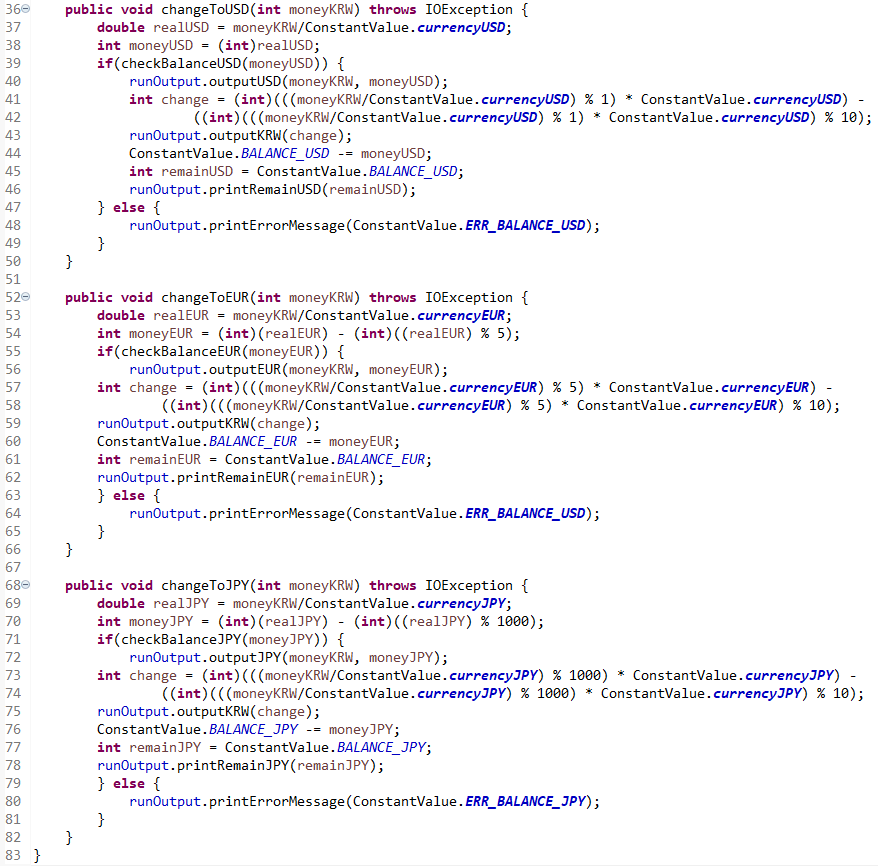 36 public void changeToUSD(int moneyKRW) throws IOException {
37 double realUSD = moneyKRW/ConstantValue.currencyUSD;
38 int moneyUSD = (int)realUSD;
39 if(checkBalanceUSD(moneyUSD)) {
40 runOutput.outputUSD(moneyKRW, moneyUSD);
41 int change = (int)(((moneyKRW/ConstantValue.currencyUSD) % 1) * ConstantValue.currencyUSD) -
42 ((int)(((moneyKRW/ConstantValue.currencyUSD) % 1) * ConstantValue.currencyUSD) % 10);
43 runOutput.outputKRW(change);
44 ConstantValue.BALANCE_USD -= moneyUSD;
45 int remainUSD = ConstantValue.BALANCE_USD;
46 runOutput.printRemainUSD(remainUSD);
47 } else {
48 runOutput.printErrorMessage(ConstantValue.ERR_BALANCE_USD);
49 }
50 }
51
52 public void changeToEUR(int moneyKRW) throws IOException {
53 double realEUR = moneyKRW/ConstantValue.currencyEUR;
54 int moneyEUR = (int)(realEUR) - (int)((realEUR) % 5);
55 if(checkBalanceEUR(moneyEUR)) {
56 runOutput.outputEUR(moneyKRW, moneyEUR);
57 int change = (int)(((moneyKRW/ConstantValue.currencyEUR) % 5) * ConstantValue.currencyEUR) -
58 ((int)(((moneyKRW/ConstantValue.currencyEUR) % 5) * ConstantValue.currencyEUR) % 10);
59 runOutput.outputKRW(change);
60 ConstantValue.BALANCE_EUR -= moneyEUR;
61 int remainEUR = ConstantValue.BALANCE_EUR;
62 runOutput.printRemainEUR(remainEUR);
63 } else {
64 runOutput.printErrorMessage(ConstantValue.ERR_BALANCE_USD);
65 }
66 }
67
68 public void changeToJPY(int moneyKRW) throws IOException {
69 double realJPY = moneyKRW/ConstantValue.currencyJPY;
70 int moneyJPY = (int)(realJPY) - (int)((realJPY) % 1000);
71 if(checkBalanceJPY(moneyJPY)) {
72 runOutput.outputJPY(moneyKRW, moneyJPY);
73 int change = (int)(((moneyKRW/ConstantValue.currencyJPY) % 1000) * ConstantValue.currencyJPY) -
74 ((int)(((moneyKRW/ConstantValue.currencyJPY) % 1000) * ConstantValue.currencyJPY) % 10);
75 runOutput.outputKRW(change);
76 ConstantValue.BALANCE_JPY -= moneyJPY;
77 int remainJPY = ConstantValue.BALANCE_JPY;
78 runOutput.printRemainJPY(remainJPY);
79 } else {
80 runOutput.printErrorMessage(ConstantValue.ERR_BALANCE_JPY);
81 }
82 }
83 }